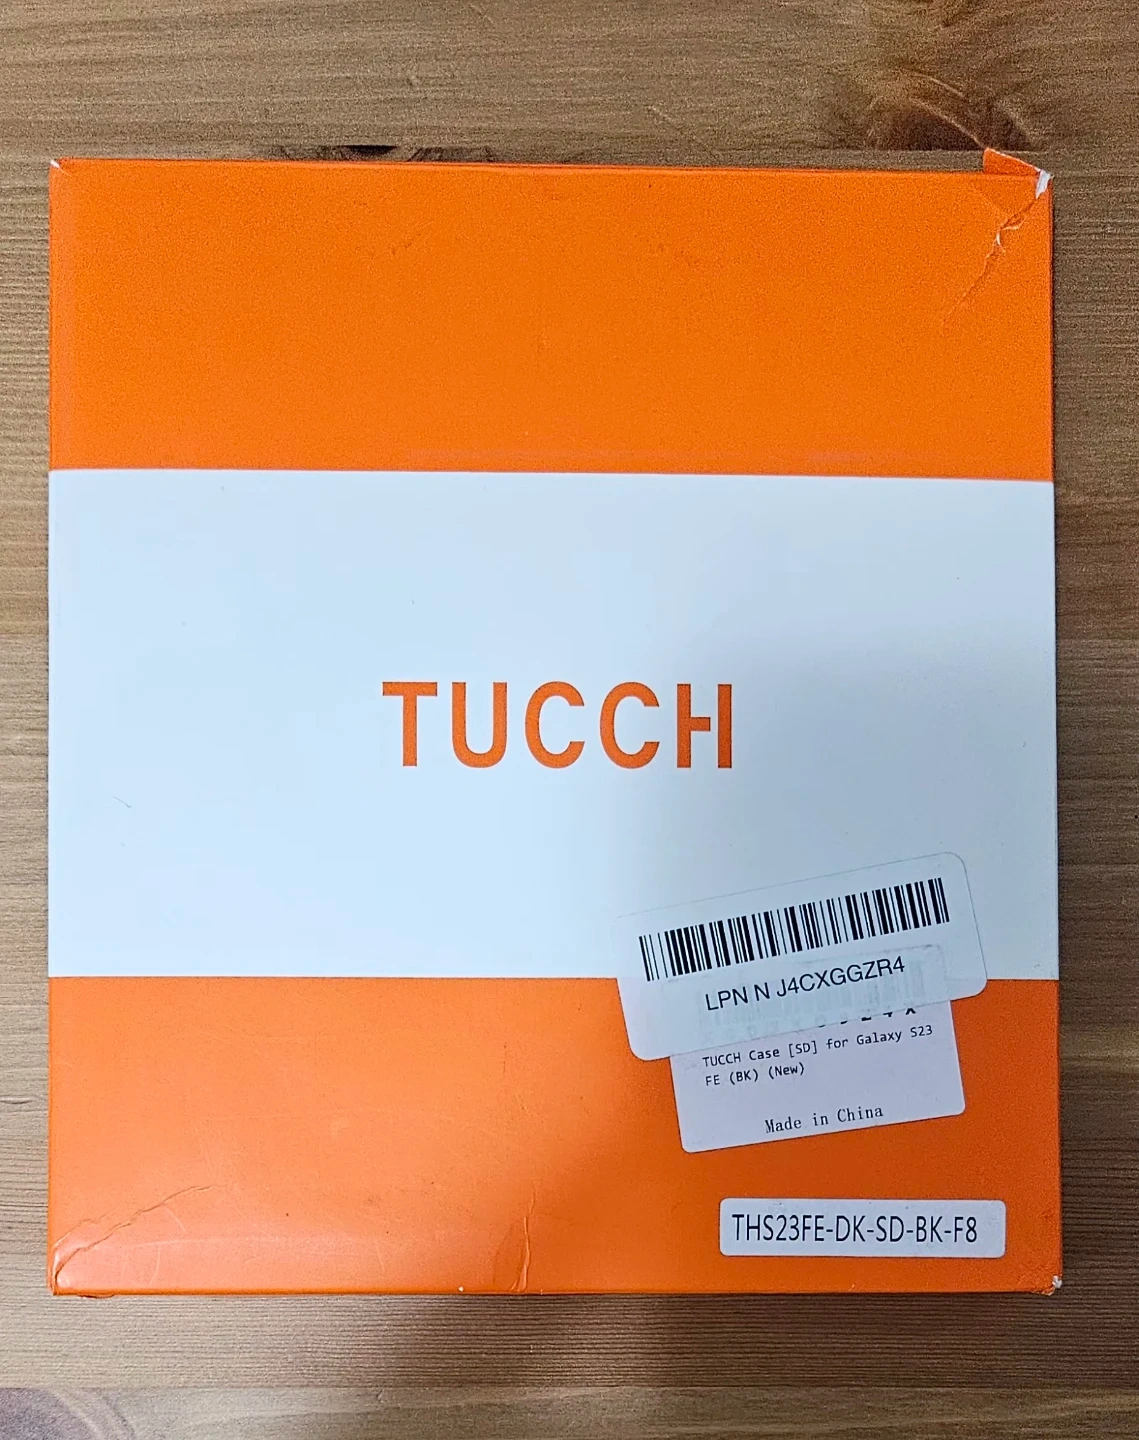 TUCCH
LPN N J4CXGGZR4
TUCCH Case [SD] for Galaxy S23
FE (BK) (New)
Made in China
THS23FE-DK-SD-BK-F8